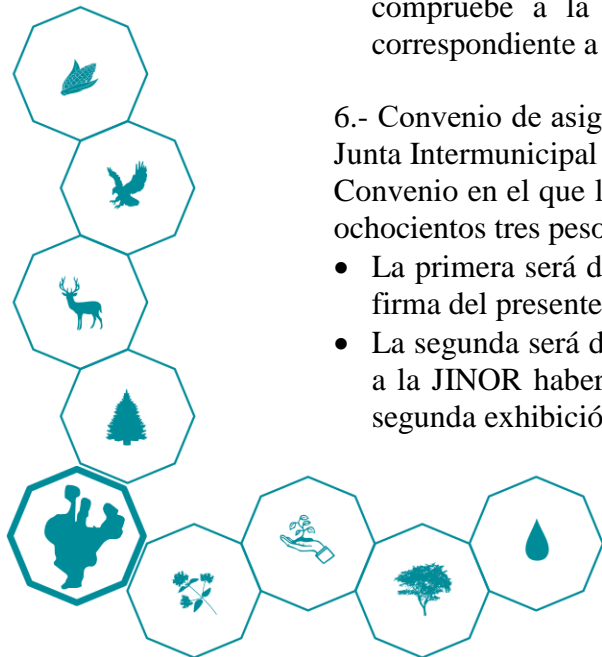 compruebe a la
correspondiente a
6.- Convenio de asig
Junta Intermunicipal
Convenio en el que l
ochocientos tres peso
• La primera será d
firma del presente
• La segunda será d
a la JINOR haber
segunda exhibició